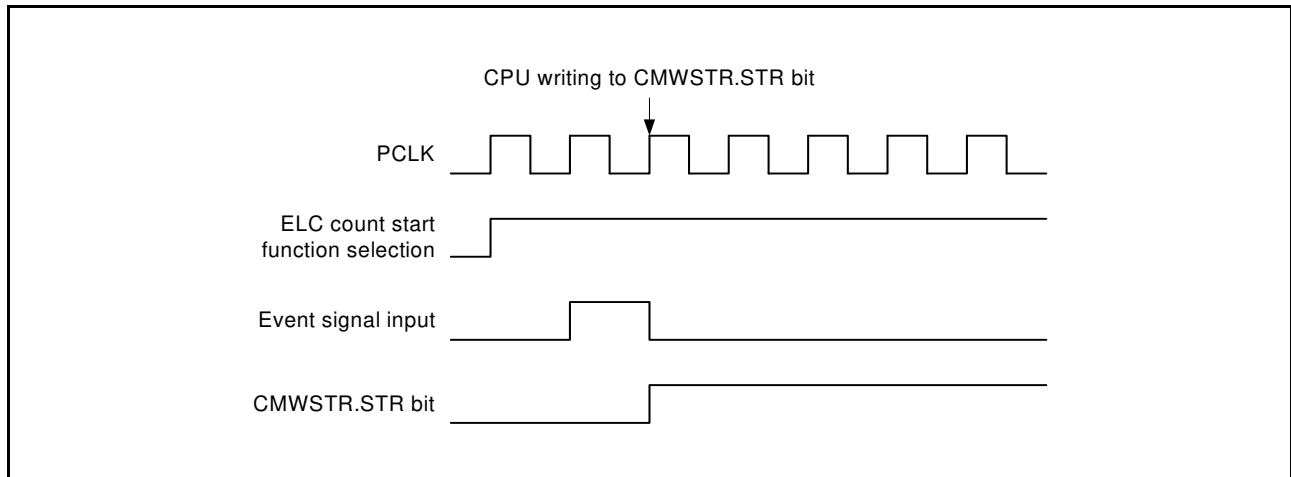 CPU writing to CMWSTR.STR bit
PCLK
ELC count start
function selection
Event signal input
CMWSTR.STR bit